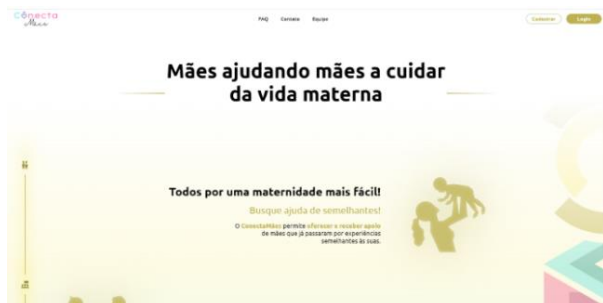 Conecta
Mães
FAQ Contato Equipe
Cadastrar Login
Mães ajudando mães a cuidar
da vida materna
Todos por uma maternidade mais fácil!
Busque ajuda de semelhantes!
O ConectaMães permite oferecer e receber apoio
de mães que já passaram por experiências
semelhantes às suas.